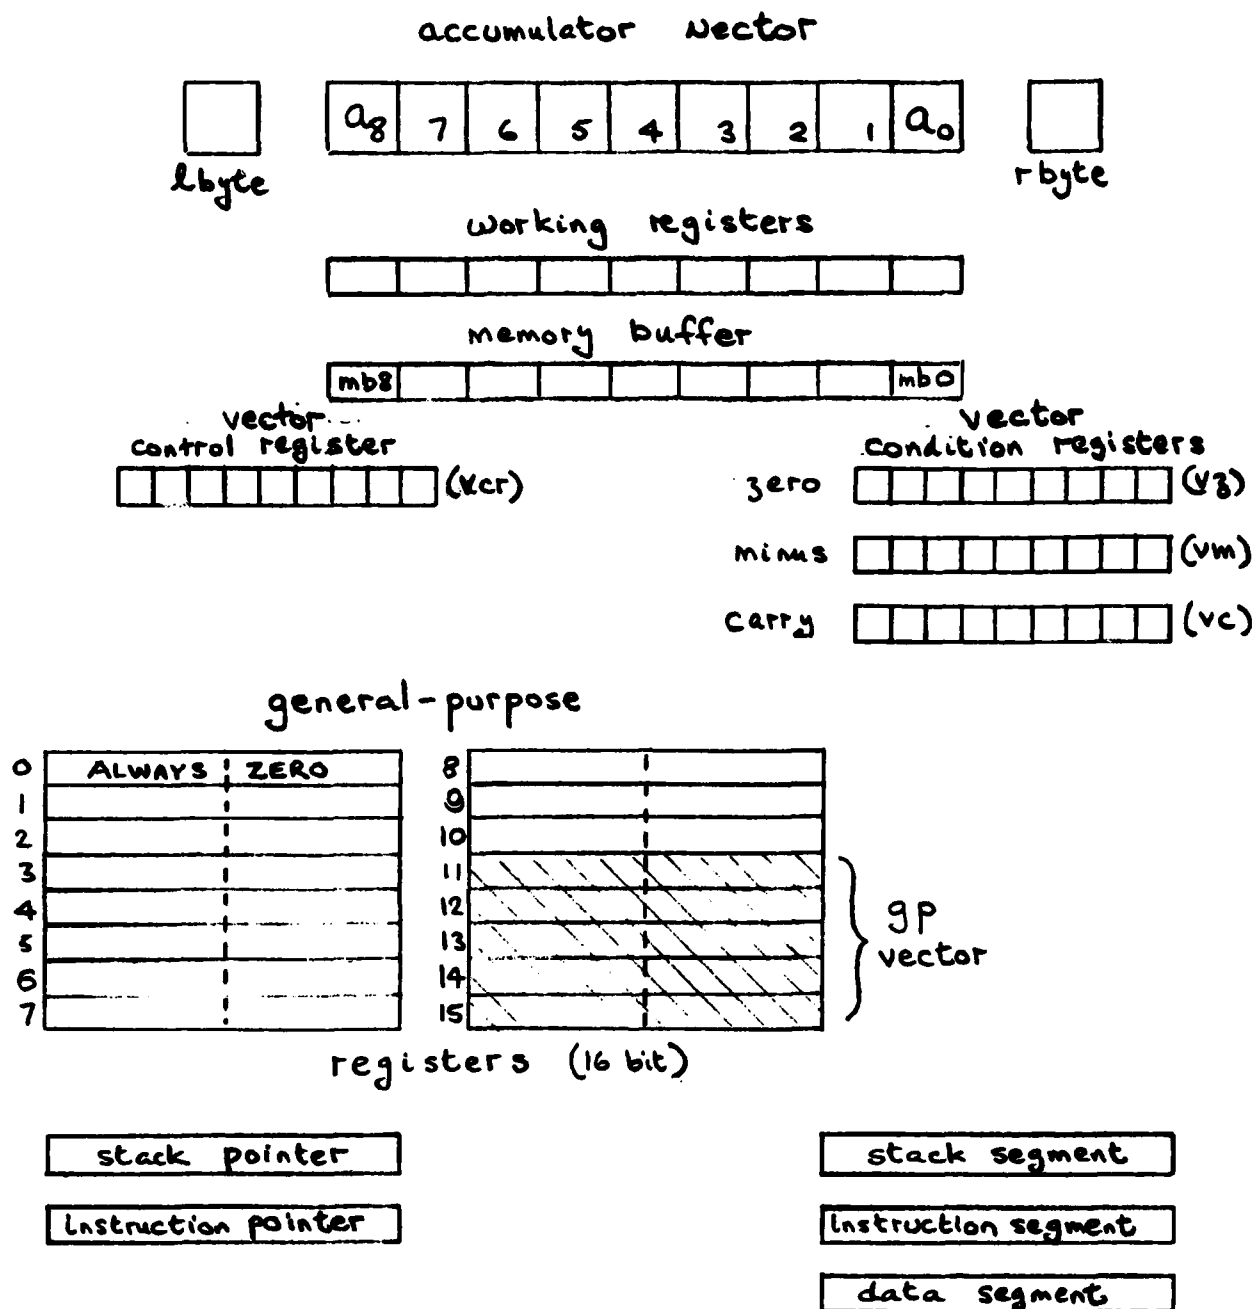 accumulator vector
a8 7 6 5 4 3 2 1 a0
lbyte
rbyte
working registers
memory buffer
mb8 mb0
vector
control register
(vcr)
vector
condition registers
zero (vz)
minus (vm)
carry (vc)
general-purpose
0 ALWAYS ZERO
1
2
3
4
5
6
7
8
9
10
11
12
13
14
15
gp
vector
registers (16 bit)
stack pointer
instruction pointer
stack segment
instruction segment
data segment